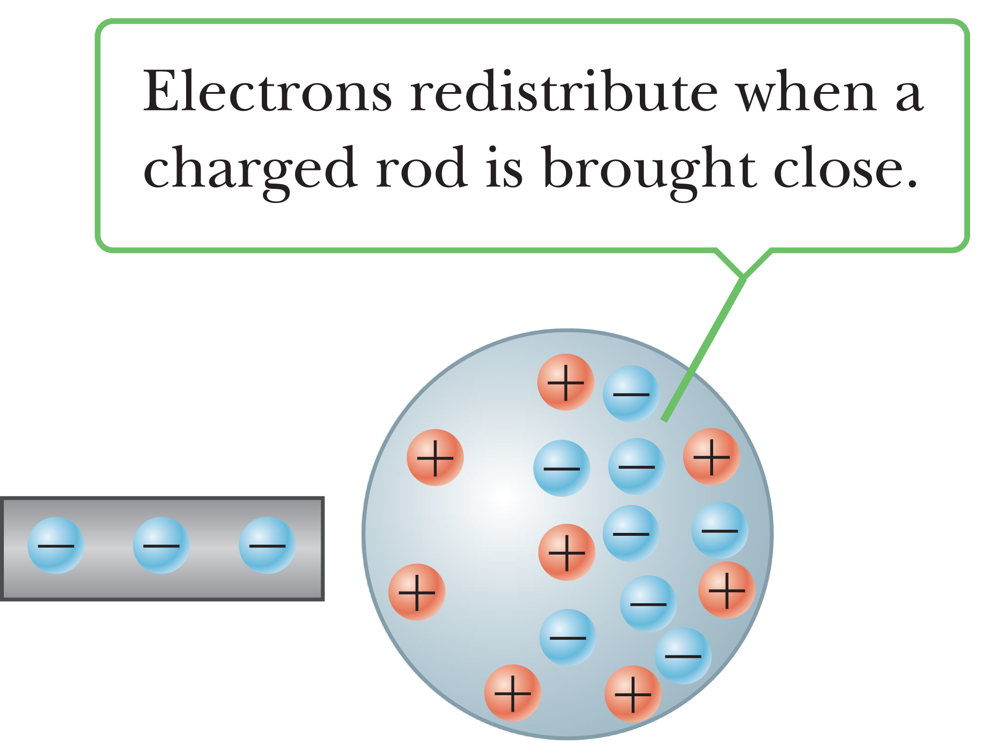 Electrons redistribute when a
charged rod is brought close.